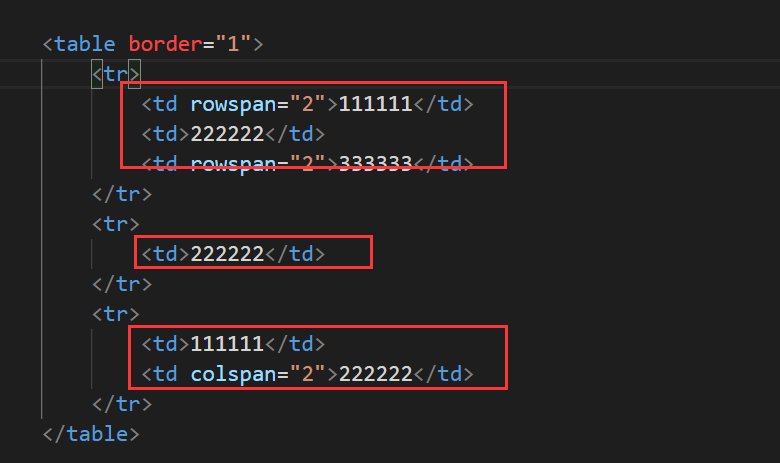 <table border="1">
<tr>
<td rowspan="2">111111</td>
<td>222222</td>
<td rowspan="2">333333</td>
</tr>
<tr>
<td>222222</td>
</tr>
<tr>
<td>111111</td>
<td colspan="2">222222</td>
</tr>
</table>